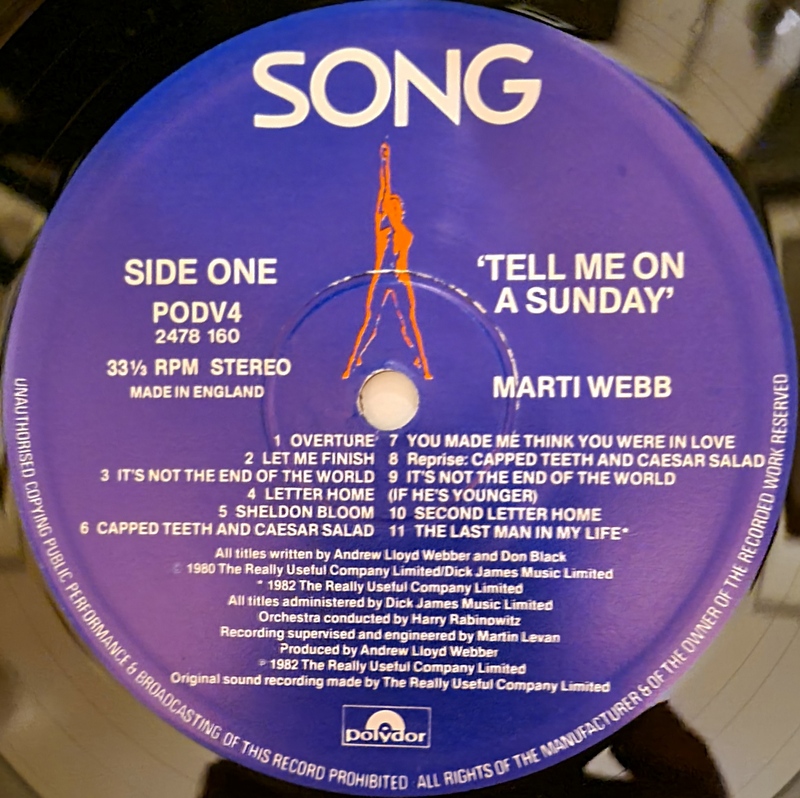 SONG
SIDE ONE
PODV4
2478 160
33⅓ RPM STEREO
MADE IN ENGLAND
‘TELL ME ON
A SUNDAY’
MARTI WEBB
1 OVERTURE
2 LET ME FINISH
3 IT'S NOT THE END OF THE WORLD
4 LETTER HOME
5 SHELDON BLOOM
6 CAPPED TEETH AND CAESAR SALAD
7 YOU MADE ME THINK YOU WERE IN LOVE
8 Reprise: CAPPED TEETH AND CAESAR SALAD
9 IT'S NOT THE END OF THE WORLD
(IF HE'S YOUNGER)
10 SECOND LETTER HOME
11 THE LAST MAN IN MY LIFE*
All titles written by Andrew Lloyd Webber and Don Black
© 1980 The Really Useful Company Limited/Dick James Music Limited
* 1982 The Really Useful Company Limited
All titles administered by Dick James Music Limited
Orchestra conducted by Harry Rabinowitz
Recording supervised and engineered by Martin Levan
Produced by Andrew Lloyd Webber
℗ 1982 The Really Useful Company Limited
Original sound recording made by The Really Useful Company Limited
polydor
UNAUTHORISED COPYING PUBLIC PERFORMANCE & BROADCASTING OF THIS RECORD PROHIBITED · ALL RIGHTS OF THE MANUFACTURER & OF THE OWNER OF THE RECORDED WORK RESERVED